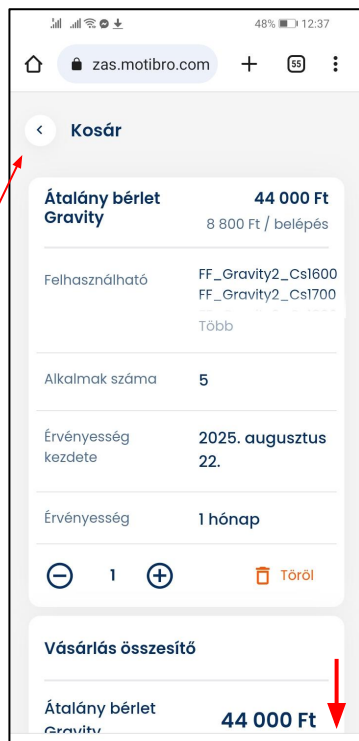 48% 12:37
zas.motibro.com 55
Kosár
Átalány bérlet Gravity 44 000 Ft
8 800 Ft / belépés
Felhasználható FF_Gravity2_Cs1600
FF_Gravity2_Cs1700
Több
Alkalmak száma 5
Érvényesség kezdete 2025. augusztus 22.
Érvényesség 1 hónap
1 Töröl
Vásárlás összesítő
Átalány bérlet Gravity 44 000 Ft